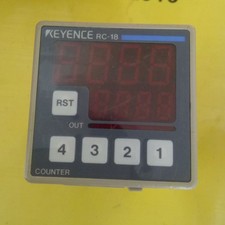 KEYENCE RC-18
RST
OUT
4 3 2 1
COUNTER